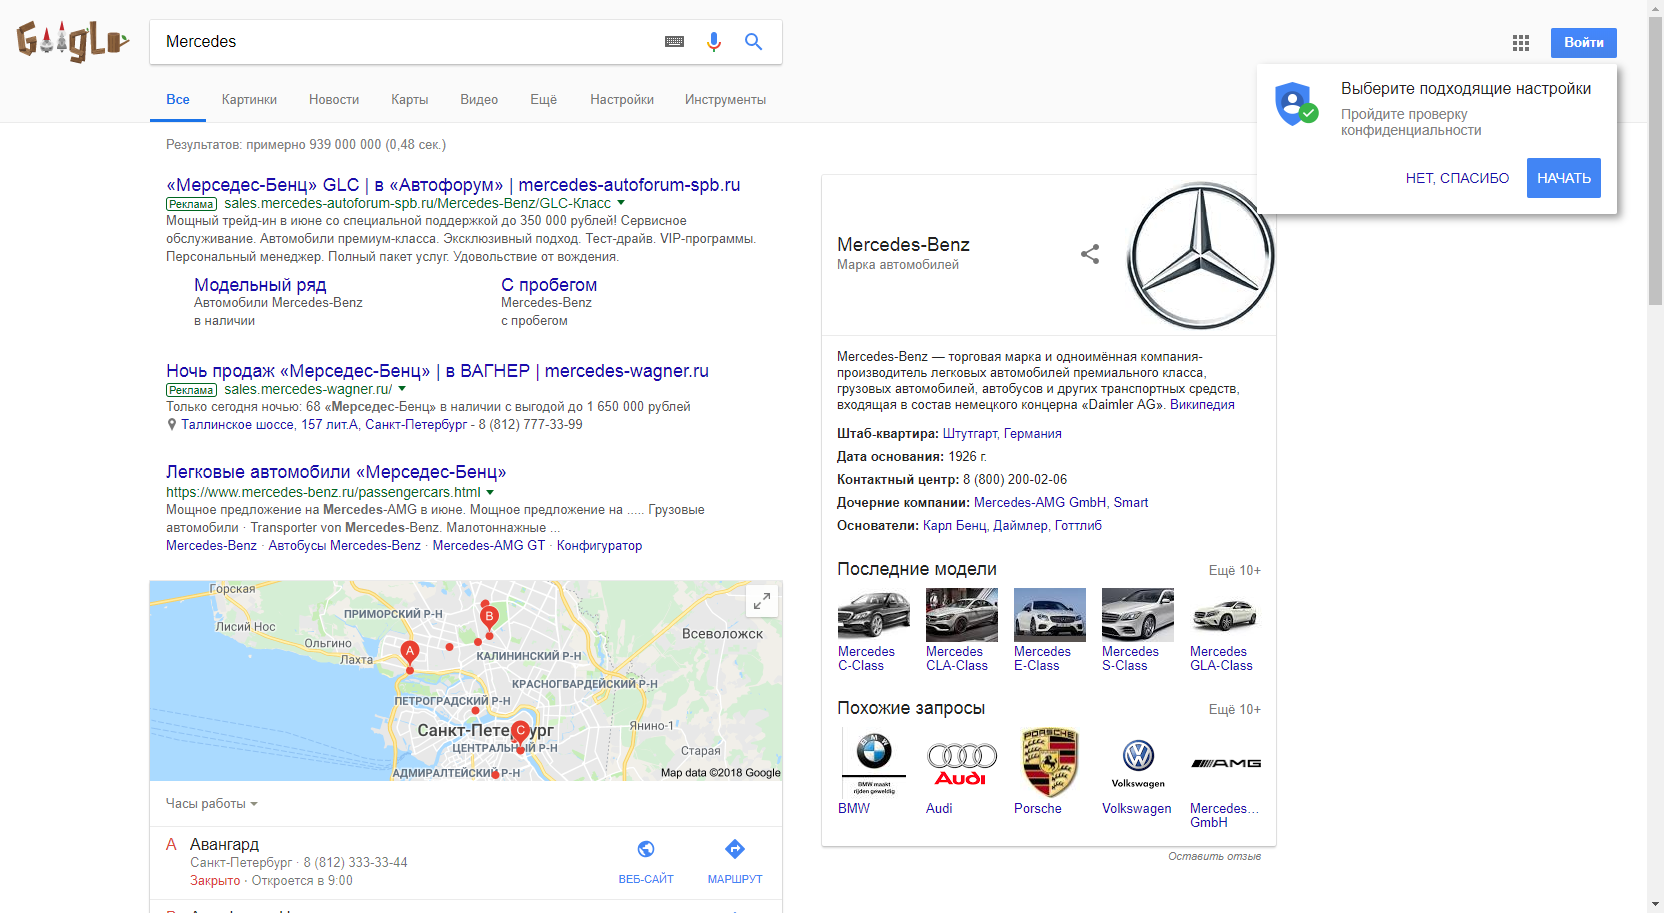 Mercedes
Войти
Все Картинки Новости Карты Видео Ещё Настройки Инструменты
Выберите подходящие настройки
Пройдите проверку
конфиденциальности
НЕТ, СПАСИБО НАЧАТЬ
Результатов: примерно 939 000 000 (0,48 сек.)
«Мерседес-Бенц» GLC | в «Автофорум» | mercedes-autoforum-spb.ru
Реклама sales.mercedes-autoforum-spb.ru/Mercedes-Benz/GLC-Класс
Мощный трейд-ин в июне со специальной поддержкой до 350 000 рублей! Сервисное
обслуживание. Автомобили премиум-класса. Эксклюзивный подход. Тест-драйв. VIP-программы.
Персональный менеджер. Полный пакет услуг. Удовольствие от вождения.
Модельный ряд
Автомобили Mercedes-Benz
в наличии
С пробегом
Mercedes-Benz
с пробегом
Ночь продаж «Мерседес-Бенц» | в ВАГНЕР | mercedes-wagner.ru
Реклама sales.mercedes-wagner.ru/
Только сегодня ночью: 68 «Мерседес-Бенц» в наличии с выгодой до 1 650 000 рублей
Таллинское шоссе, 157 лит.А, Санкт-Петербург - 8 (812) 777-33-99
Легковые автомобили «Мерседес-Бенц»
https://www.mercedes-benz.ru/passengercars.html
Мощное предложение на Mercedes-AMG в июне. Мощное предложение на ..... Грузовые
автомобили · Transporter von Mercedes-Benz. Малотоннажные ...
Mercedes-Benz · Автобусы Mercedes-Benz · Mercedes-AMG GT · Конфигуратор
Горская
ПРИМОРСКИЙ Р-Н
Лисий Нос
Ольгино
Лахта
Всеволожск
КАЛИНИНСКИЙ Р-Н
КРАСНОГВАРДЕЙСКИЙ Р-Н
ПЕТРОГРАДСКИЙ Р-Н
Санкт-Петербург
ЦЕНТРАЛЬНЫЙ Р-Н
Янино-1
Старая
АДМИРАЛТЕЙСКИЙ Р-Н
A
B
C
Map data ©2018 Google
Часы работы
A Авангард
Санкт-Петербург · 8 (812) 333-33-44
Закрыто · Откроется в 9:00
ВЕБ-САЙТ МАРШРУТ
Mercedes-Benz
Марка автомобилей
Mercedes-Benz — торговая марка и одноимённая компания-
производитель легковых автомобилей премиального класса,
грузовых автомобилей, автобусов и других транспортных средств,
входящая в состав немецкого концерна «Daimler AG». Википедия
Штаб-квартира: Штутгарт, Германия
Дата основания: 1926 г.
Контактный центр: 8 (800) 200-02-06
Дочерние компании: Mercedes-AMG GmbH, Smart
Основатели: Карл Бенц, Даймлер, Готтлиб
Последние модели Ещё 10+
Mercedes
C-Class
Mercedes
CLA-Class
Mercedes
E-Class
Mercedes
S-Class
Mercedes
GLA-Class
Похожие запросы Ещё 10+
BMW
BMW maakt
rijden geweldig
BMW
Audi
Audi
PORSCHE
Porsche
Volkswagen
Volkswagen
AMG
Mercedes...
GmbH
Оставить отзыв